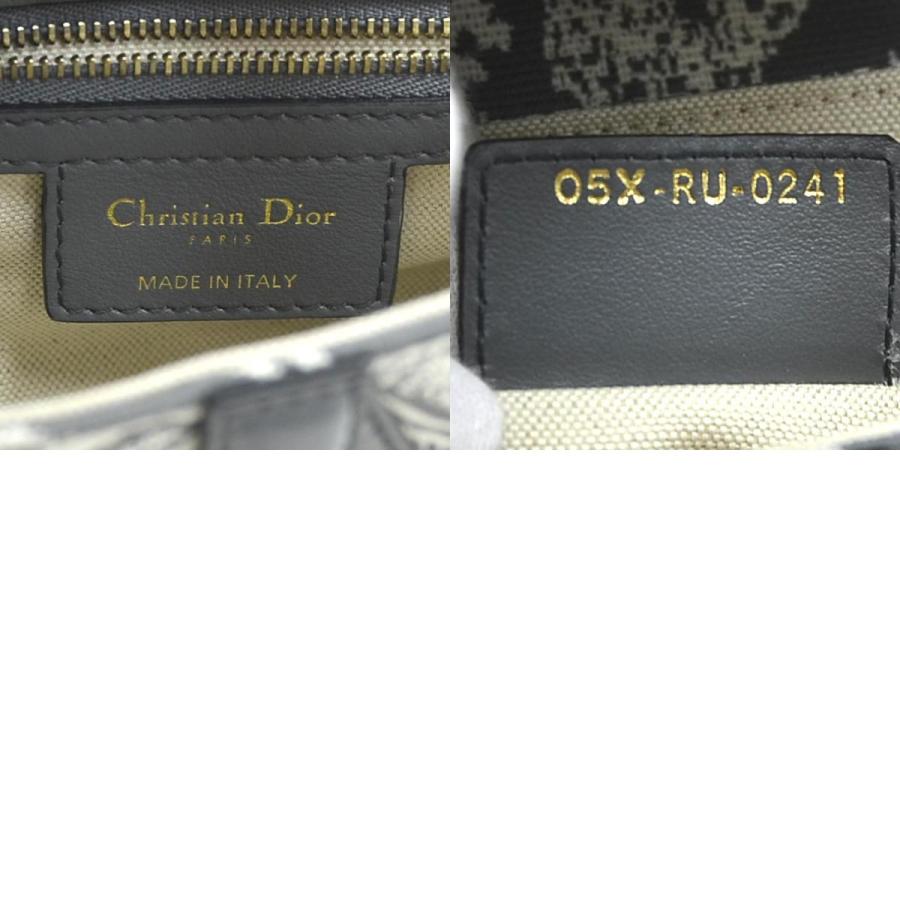 Christian Dior
PARIS
MADE IN ITALY
05X-RU-0241